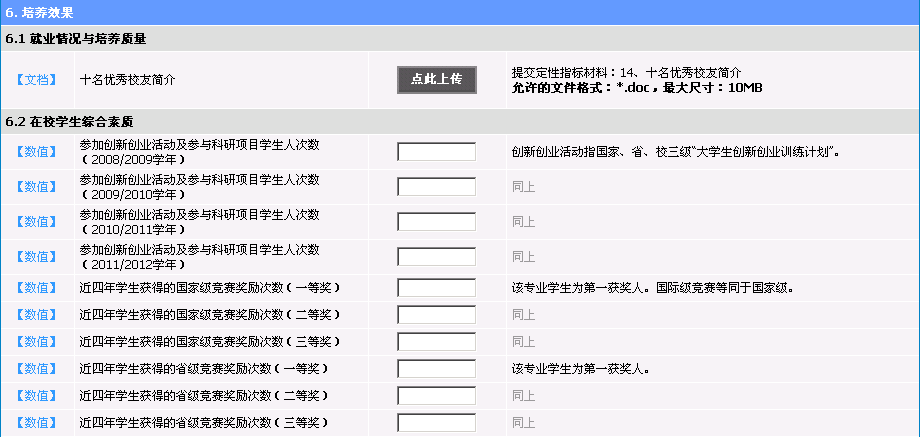 6. 培养效果
6.1 就业情况与培养质量
【文档】 十名优秀校友简介 点此上传 提交定性指标材料：14、十名优秀校友简介
允许的文件格式：*.doc，最大尺寸：10MB
6.2 在校学生综合素质
【数值】 参加创新创业活动及参与科研项目学生人次数 创新创业活动指国家、省、校三级“大学生创新创业训练计划”。
（2008/2009学年）
【数值】 参加创新创业活动及参与科研项目学生人次数 同上
（2009/2010学年）
【数值】 参加创新创业活动及参与科研项目学生人次数 同上
（2010/2011学年）
【数值】 参加创新创业活动及参与科研项目学生人次数 同上
（2011/2012学年）
【数值】 近四年学生获得的国家级竞赛奖励次数（一等奖） 该专业学生为第一获奖人。国际级竞赛等同于国家级。
【数值】 近四年学生获得的国家级竞赛奖励次数（二等奖） 同上
【数值】 近四年学生获得的国家级竞赛奖励次数（三等奖） 同上
【数值】 近四年学生获得的省级竞赛奖励次数（一等奖） 该专业学生为第一获奖人。
【数值】 近四年学生获得的省级竞赛奖励次数（二等奖） 同上
【数值】 近四年学生获得的省级竞赛奖励次数（三等奖） 同上